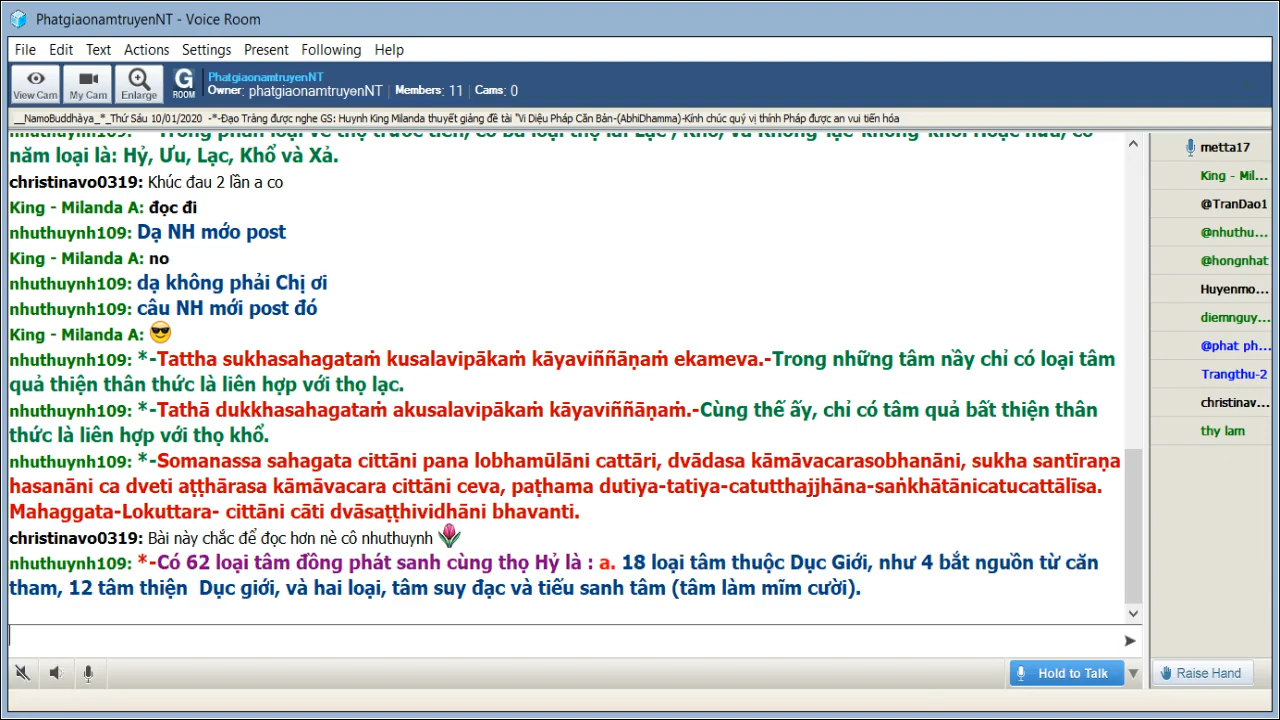 PhatgiaonamtruyenNT - Voice Room
File Edit Text Actions Settings Present Following Help
View Cam My Cam Enlarge G ROOM
PhatgiaonamtruyenNT
Owner: phatgiaonamtruyenNT Members: 11 Cams: 0
__NamoBuddhàya_*_Thứ Sáu 10/01/2020 -*-Đạo Tràng được nghe GS: Huynh King Milanda thuyết giảng đề tài "Vi Diệu Pháp Căn Bản-(AbhiDhamma)-Kính chúc quý vị thính Pháp được an vui tiến hóa
năm loại là: Hỷ, Ưu, Lạc, Khổ và Xả.
christinavo0319: Khúc đau 2 lần a co
King - Milanda A: đọc đi
nhuthuynh109: Dạ NH mớo post
King - Milanda A: no
nhuthuynh109: dạ không phải Chị ơi
nhuthuynh109: câu NH mới post đó
King - Milanda A:
nhuthuynh109: *-Tattha sukhasahagataṁ kusalavipākaṁ kāyaviññāṇaṁ ekameva.-Trong những tâm nầy chỉ có loại tâm
quả thiện thân thức là liên hợp với thọ lạc.
nhuthuynh109: *-Tathā dukkhasahagataṁ akusalavipākaṁ kāyaviññāṇaṁ.-Cùng thế ấy, chỉ có tâm quả bất thiện thân
thức là liên hợp với thọ khổ.
nhuthuynh109: *-Somanassa sahagata cittāni pana lobhamūlāni cattāri, dvādasa kāmāvacarasobhanāni, sukha santīraṇa
hasanāni ca dveti aṭṭhārasa kāmāvacara cittāni ceva, paṭhama dutiya-tatiya-catutthajjhāna-saṅkhātānicatucattālīsa.
Mahaggata-Lokuttara- cittāni cāti dvāsaṭṭhividhāni bhavanti.
christinavo0319: Bài này chắc để đọc hơn nè cô nhuthuynh
nhuthuynh109: *-Có 62 loại tâm đồng phát sanh cùng thọ Hỷ là : a. 18 loại tâm thuộc Dục Giới, như 4 bắt nguồn từ căn
tham, 12 tâm thiện Dục giới, và hai loại, tâm suy đạc và tiếu sanh tâm (tâm làm mĩm cười).
metta17
King - Mil...
@TranDao1
@nhuthu...
@hongnhat
Huyenmo...
diemnguy...
@phat ph...
Trangthu-2
christinav...
thy lam
Hold to Talk
Raise Hand